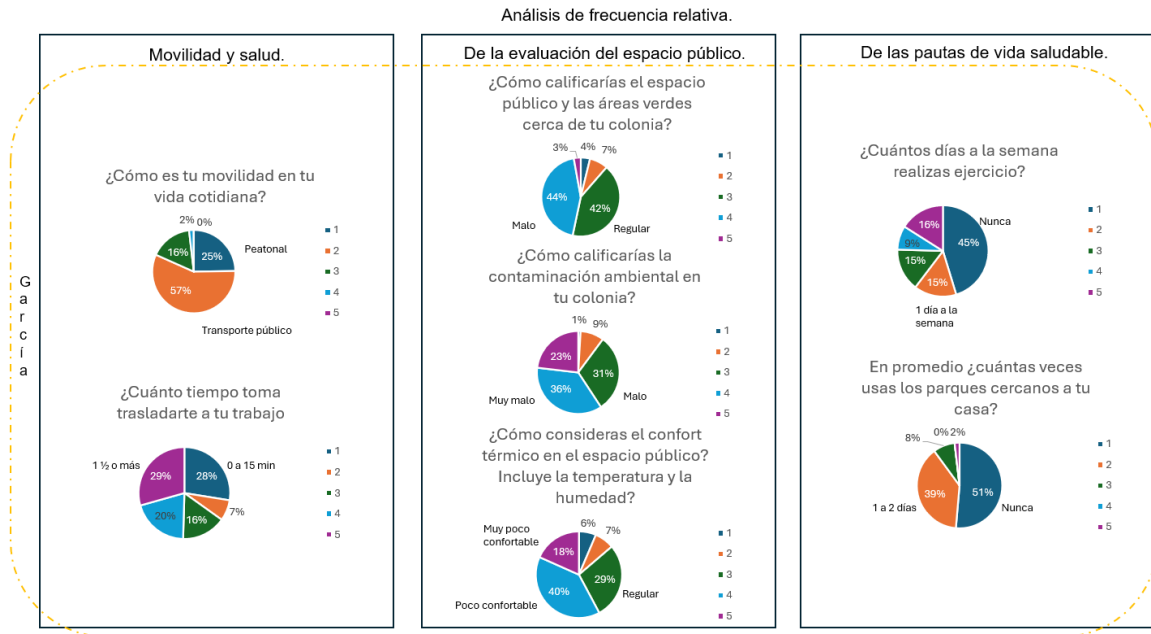 Análisis de frecuencia relativa.
Movilidad y salud.
¿Cómo es tu movilidad en tu
vida cotidiana?
2%
0%
25%
16%
57%
Peatonal
Transporte público
1
2
3
4
5
¿Cuánto tiempo toma
trasladarte a tu trabajo
1 ½ o más
0 a 15 min
29%
28%
7%
20%
16%
1
2
3
4
5
De la evaluación del espacio público.
¿Cómo calificarías el espacio
público y las áreas verdes
cerca de tu colonia?
3%
4%
7%
44%
42%
Malo
Regular
1
2
3
4
5
¿Cómo calificarías la
contaminación ambiental en
tu colonia?
1%
9%
23%
31%
36%
Muy malo
Malo
1
2
3
4
5
¿Cómo consideras el confort
térmico en el espacio público?
Incluye la temperatura y la
humedad?
Muy poco
confortable
6%
7%
18%
29%
40%
Poco confortable
Regular
1
2
3
4
5
De las pautas de vida saludable.
¿Cuántos días a la semana
realizas ejercicio?
16%
Nunca
45%
9%
15%
15%
1 día a la
semana
1
2
3
4
5
En promedio ¿cuántas veces
usas los parques cercanos a tu
casa?
8%
0%
2%
39%
51%
1 a 2 días
Nunca
1
2
3
4
5
García